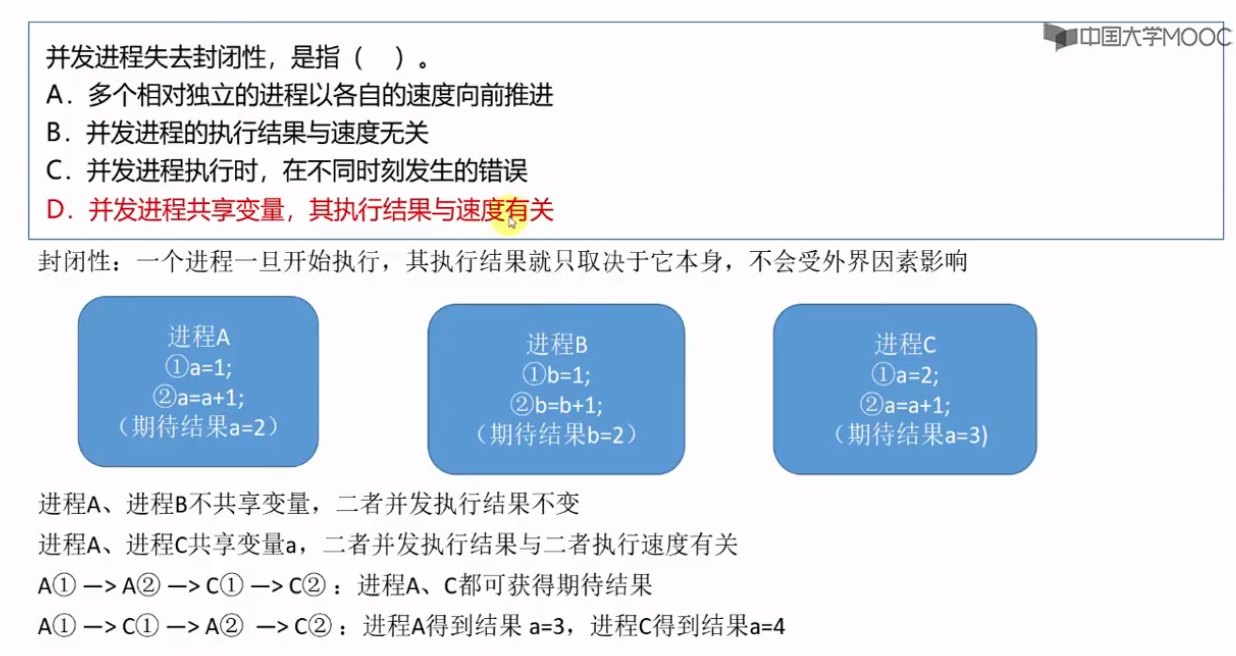 中国大学MOOC
并发进程失去封闭性，是指（ ）。
A．多个相对独立的进程以各自的速度向前推进
B．并发进程的执行结果与速度无关
C．并发进程执行时，在不同时刻发生的错误
D．并发进程共享变量，其执行结果与速度有关
封闭性：一个进程一旦开始执行，其执行结果就只取决于它本身，不会受外界因素影响
进程A
①a=1;
②a=a+1;
（期待结果a=2）
进程B
①b=1;
②b=b+1;
（期待结果b=2）
进程C
①a=2;
②a=a+1;
（期待结果a=3)
进程A、进程B不共享变量，二者并发执行结果不变
进程A、进程C共享变量a，二者并发执行结果与二者执行速度有关
A① —> A② —> C① —> C②：进程A、C都可获得期待结果
A① —> C① —> A② —> C②：进程A得到结果 a=3，进程C得到结果a=4